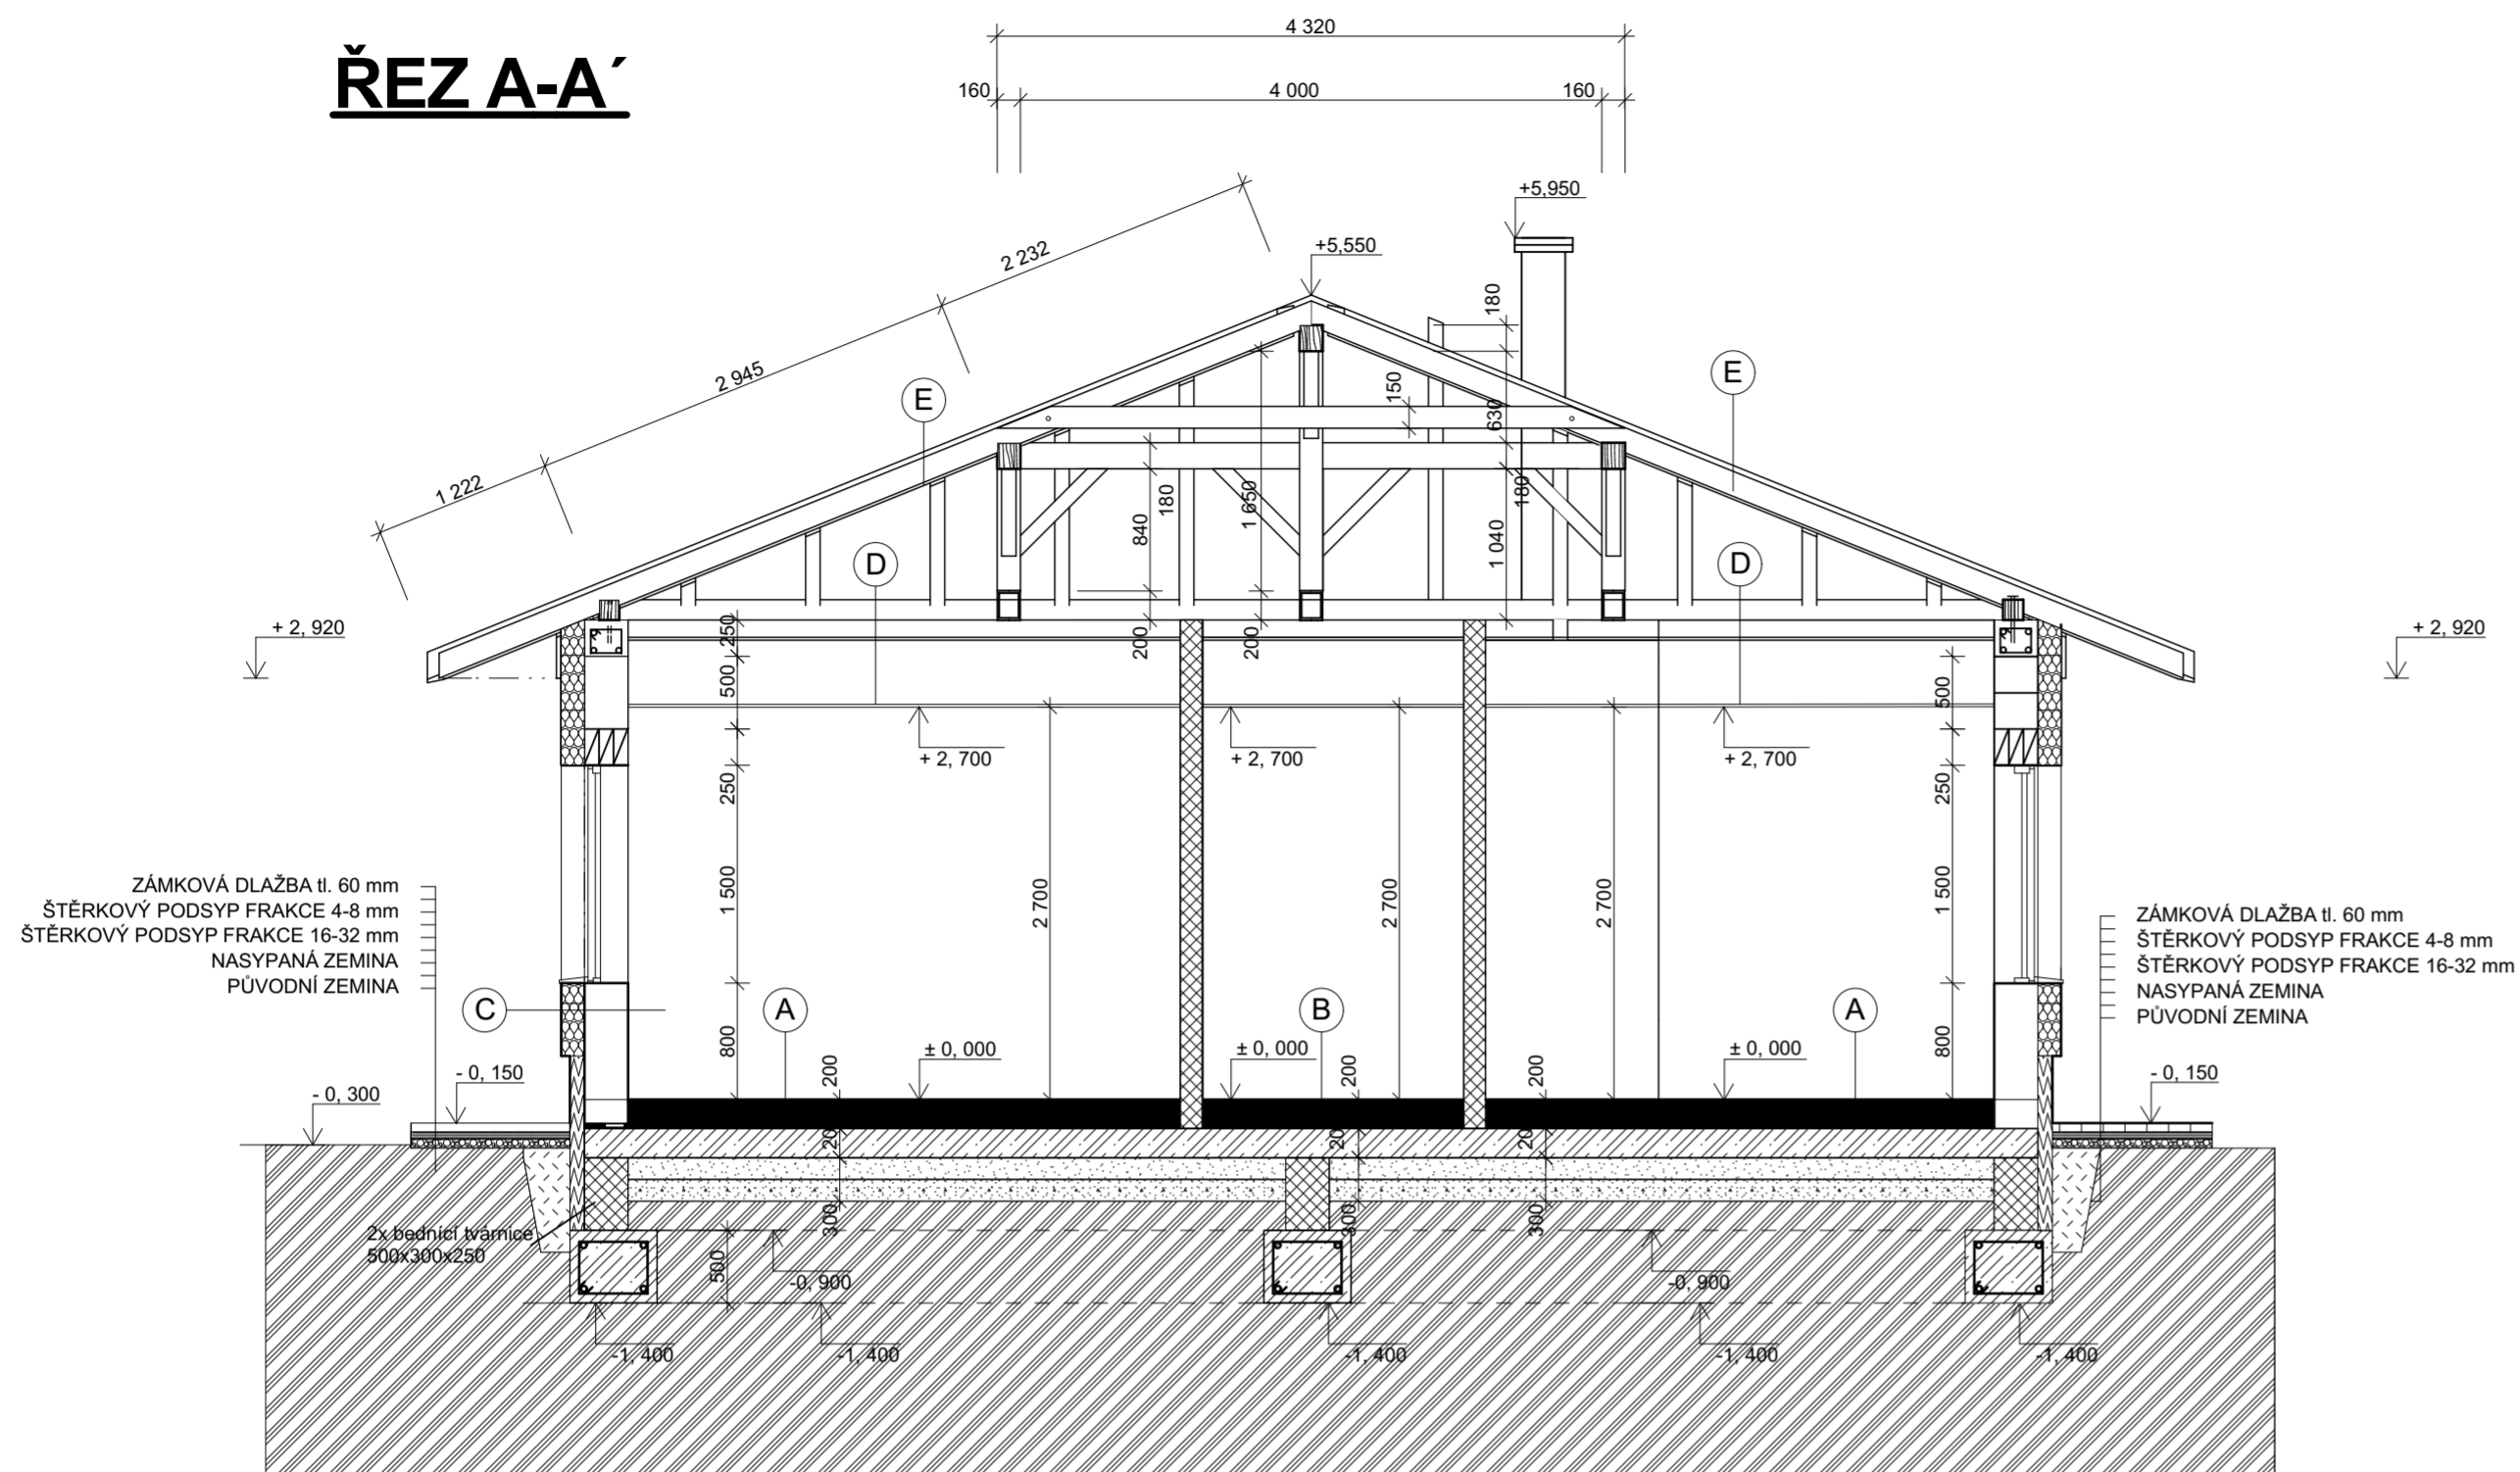 ŘEZ A-A´
4 320
160
4 000
160
+5,950
+5,550
2 232
2 945
1 222
180
150
630
E
E
840
180
1 650
180
1 040
D
D
+ 2, 920
+ 2, 920
250
200
200
500
500
+ 2, 700
+ 2, 700
+ 2, 700
250
250
1 500
2 700
2 700
2 700
1 500
ZÁMKOVÁ DLAŽBA tl. 60 mm
ŠTĚRKOVÝ PODSYP FRAKCE 4-8 mm
ŠTĚRKOVÝ PODSYP FRAKCE 16-32 mm
NASYPANÁ ZEMINA
PŮVODNÍ ZEMINA
ZÁMKOVÁ DLAŽBA tl. 60 mm
ŠTĚRKOVÝ PODSYP FRAKCE 4-8 mm
ŠTĚRKOVÝ PODSYP FRAKCE 16-32 mm
NASYPANÁ ZEMINA
PŮVODNÍ ZEMINA
C
A
B
A
800
800
± 0, 000
± 0, 000
± 0, 000
200
200
200
- 0, 150
- 0, 150
- 0, 300
300
300
300
2x bednící tvárnice
500x300x250
500
-0, 900
-0, 900
-1, 400
-1, 400
-1, 400
-1, 400
-1, 400